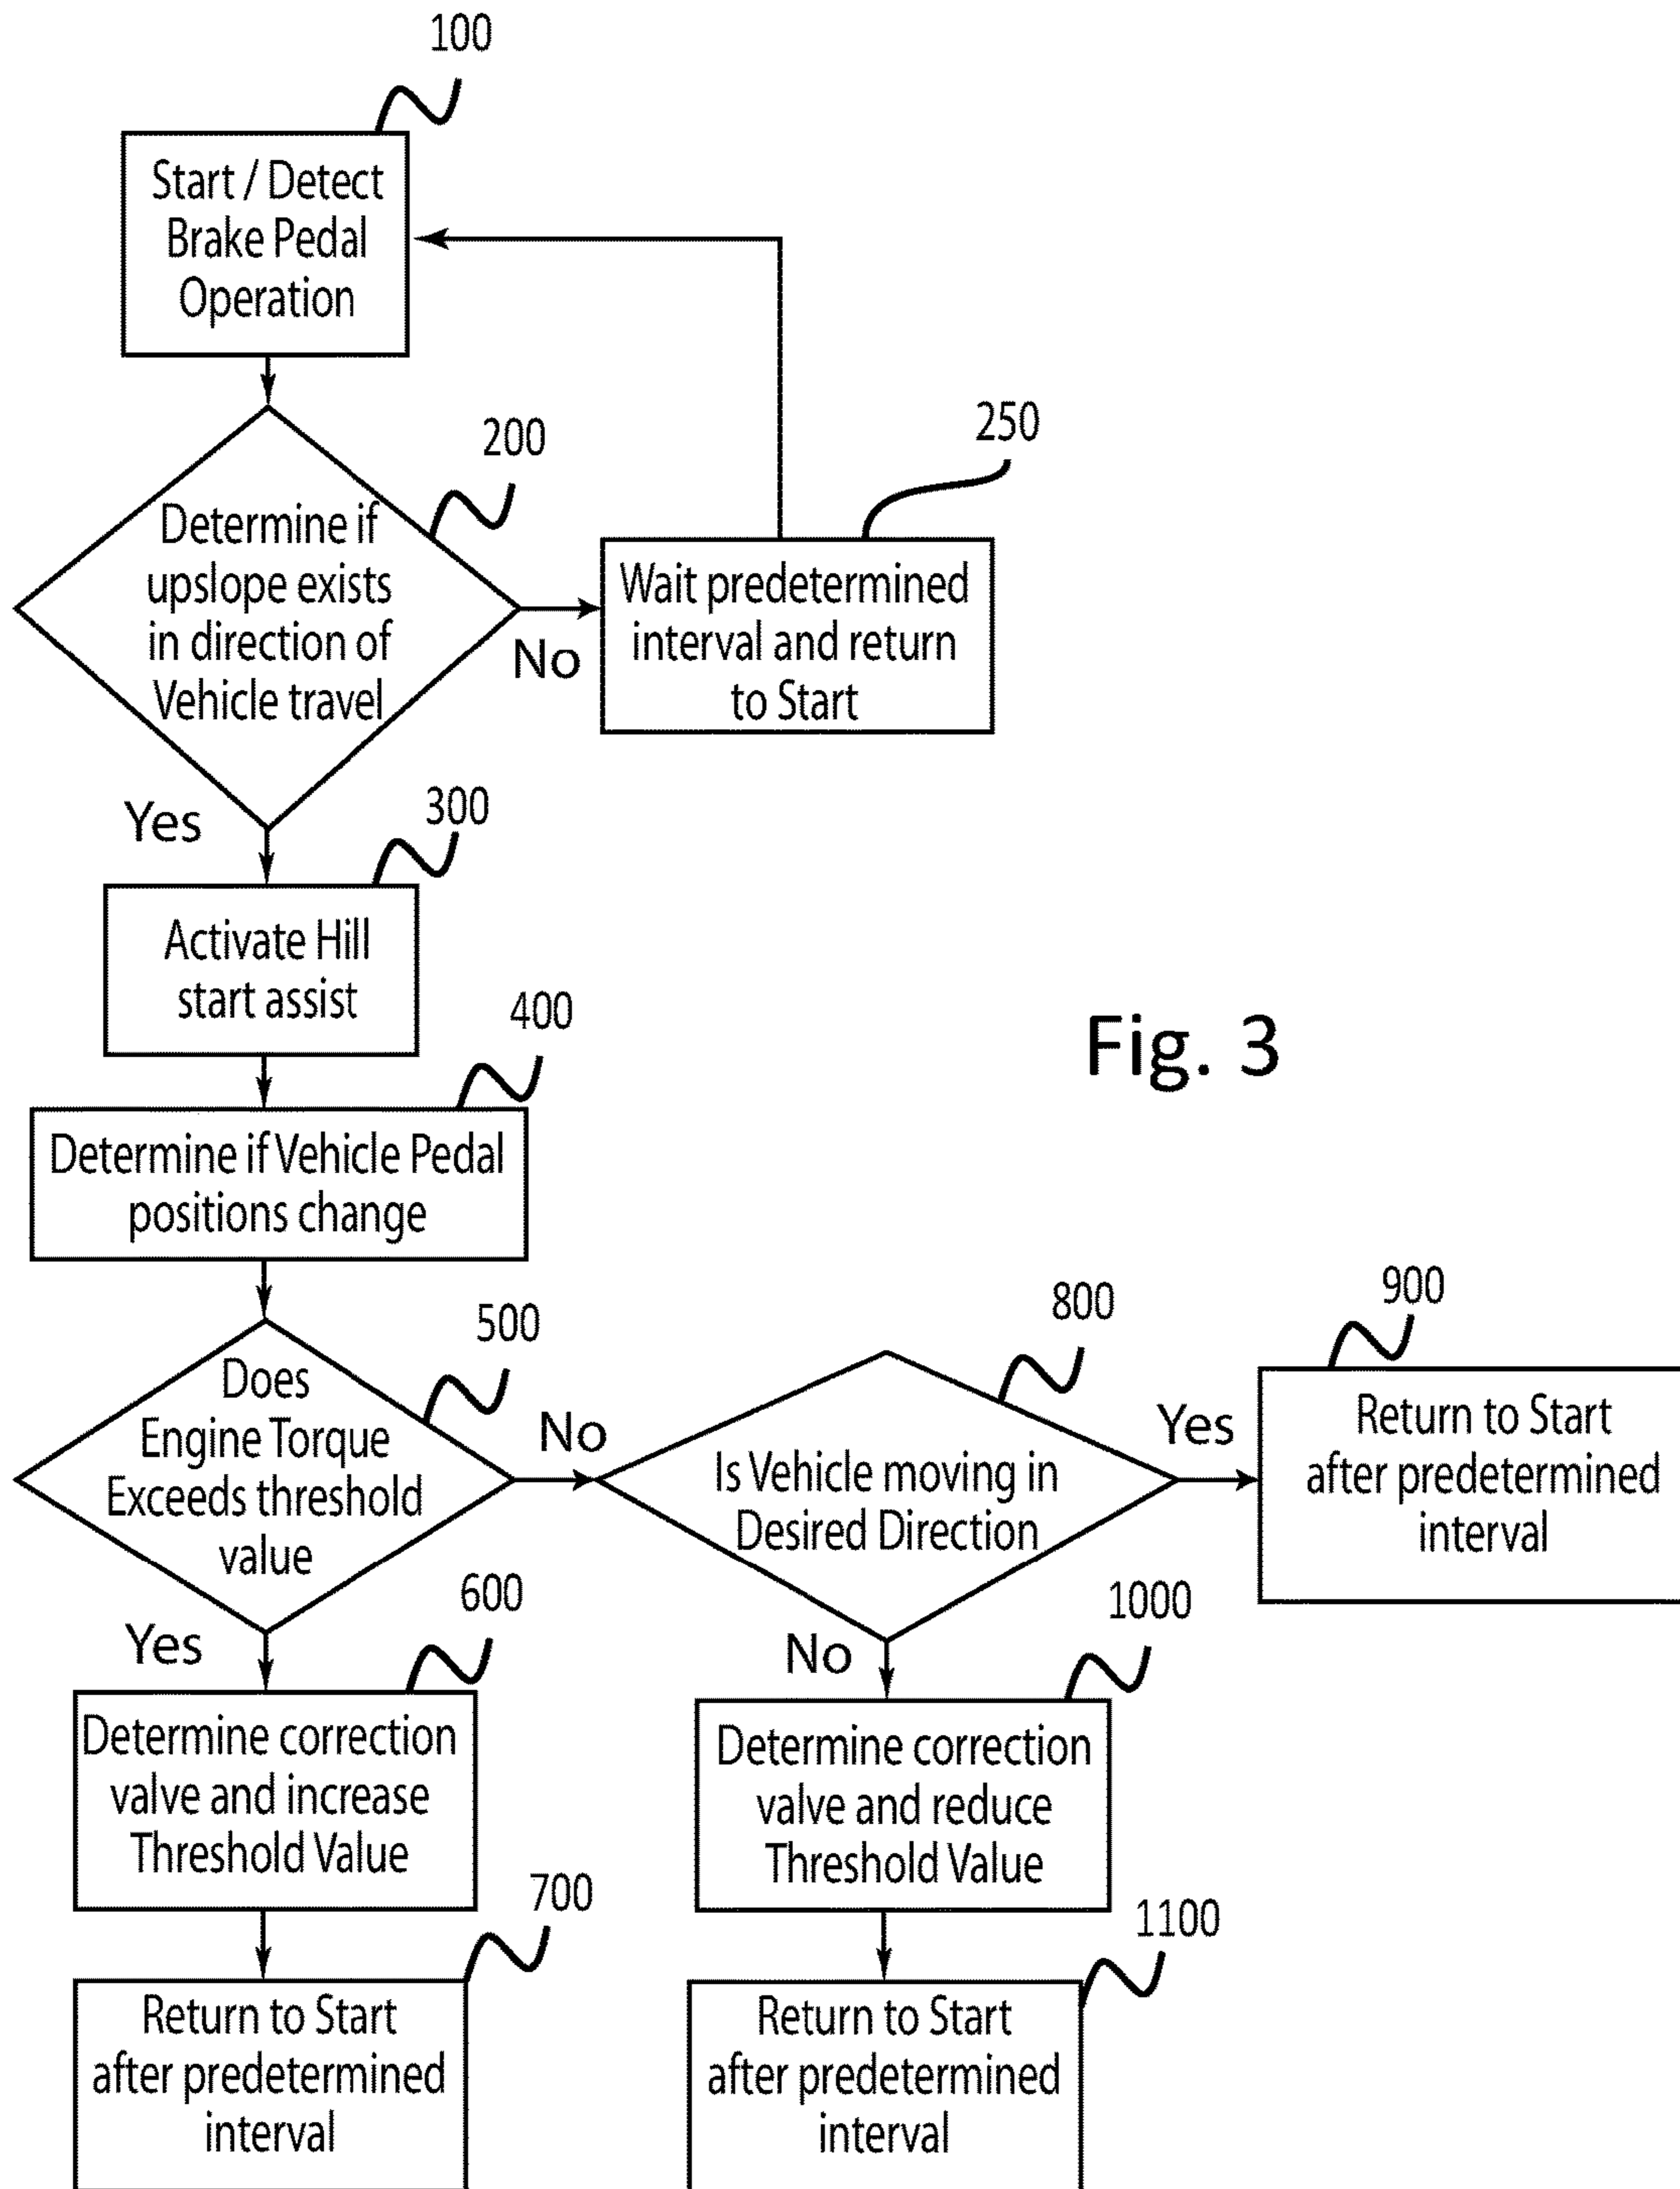 100
Start / Detect
Brake Pedal
Operation
200
Determine if
upslope exists
in direction of
Vehicle travel
No
250
Wait predetermined
interval and return
to Start
Yes
300
Activate Hill
start assist
400
Determine if Vehicle Pedal
positions change
Fig. 3
500
Does
Engine Torque
Exceeds threshold
value
No
800
Is Vehicle moving in
Desired Direction
Yes
900
Return to Start
after predetermined
interval
Yes
600
Determine correction
valve and increase
Threshold Value
700
Return to Start
after predetermined
interval
No
1000
Determine correction
valve and reduce
Threshold Value
1100
Return to Start
after predetermined
interval